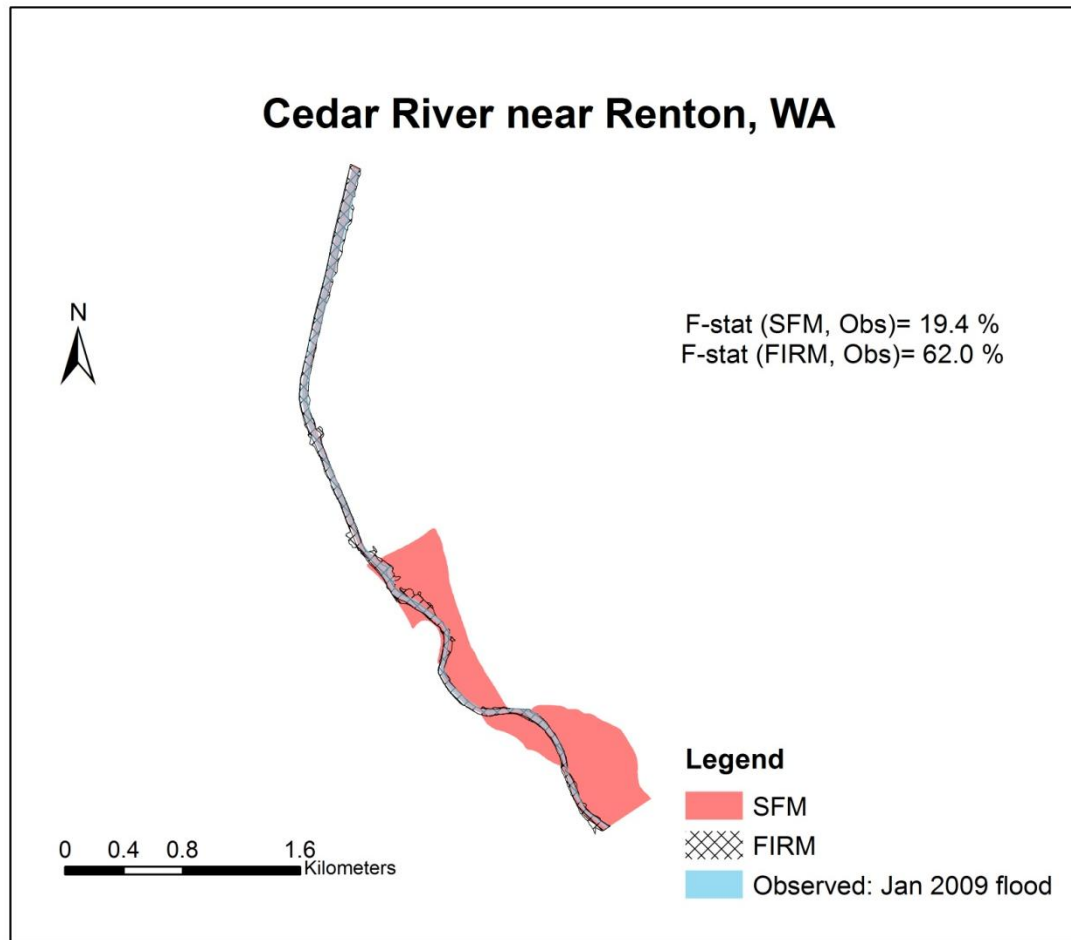 Cedar River near Renton, WA
N
F-stat (SFM, Obs)= 19.4 %
F-stat (FIRM, Obs)= 62.0 %
Legend
SFM
FIRM
Observed: Jan 2009 flood
0 0.4 0.8 1.6
Kilometers